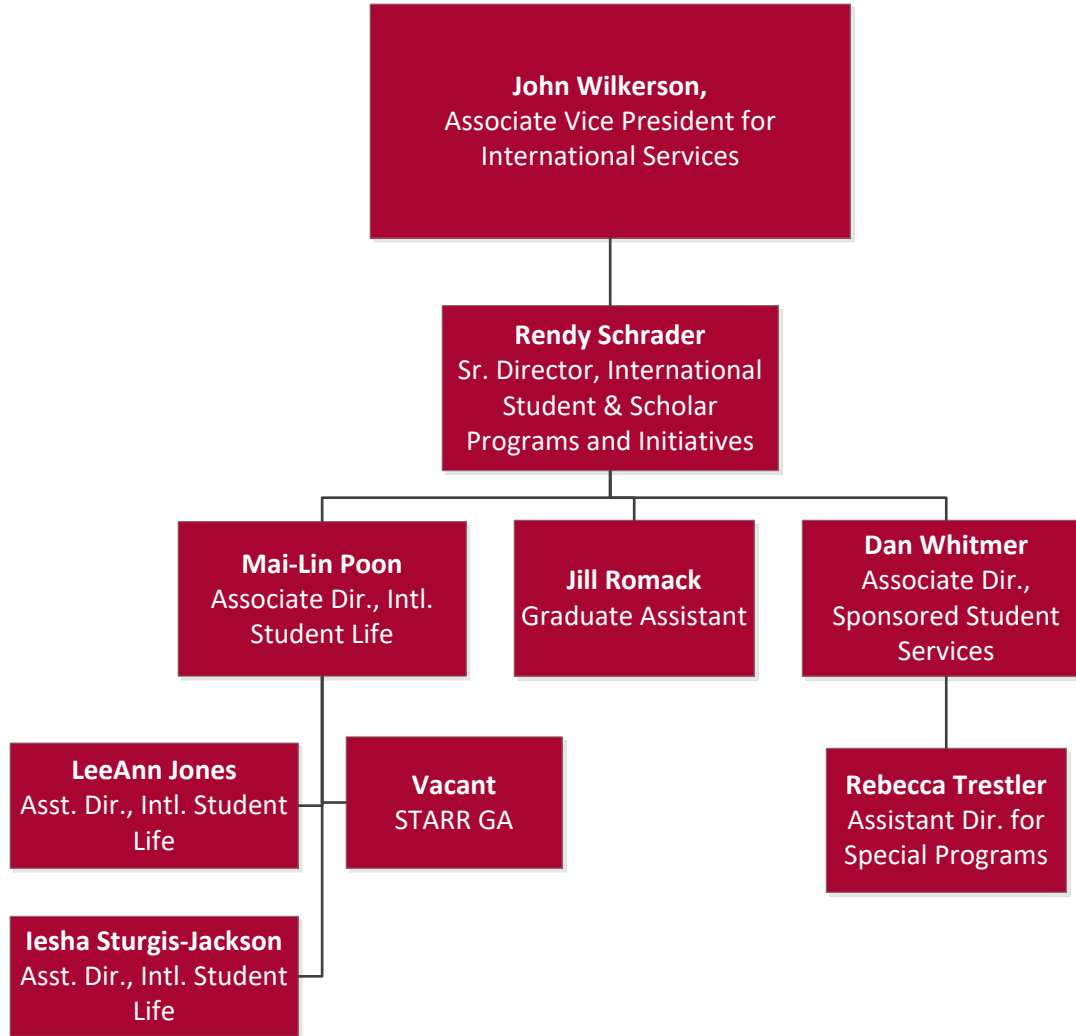 John Wilkerson,
Associate Vice President for
International Services
Rendy Schrader
Sr. Director, International
Student & Scholar
Programs and Initiatives
Mai-Lin Poon
Associate Dir., Intl.
Student Life
Jill Romack
Graduate Assistant
Dan Whitmer
Associate Dir.,
Sponsored Student
Services
LeeAnn Jones
Asst. Dir., Intl. Student
Life
Vacant
STARR GA
Rebecca Trestler
Assistant Dir. for
Special Programs
Iesha Sturgis-Jackson
Asst. Dir., Intl. Student
Life